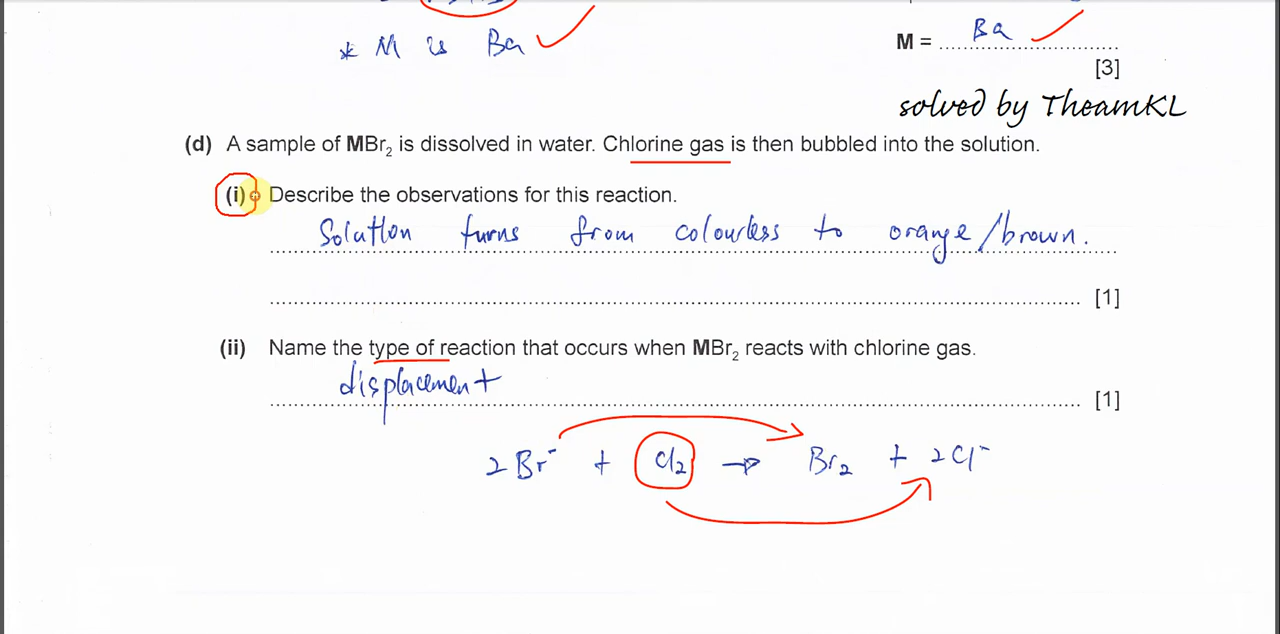 * M is Ba
M = Ba
[3]
solved by TheamKL
(d) A sample of MBr₂ is dissolved in water. Chlorine gas is then bubbled into the solution.
(i) Describe the observations for this reaction.
Solution turns from colourless to orange/brown.
[1]
(ii) Name the type of reaction that occurs when MBr₂ reacts with chlorine gas.
displacement
[1]
2Br⁻ + Cl₂ → Br₂ + 2Cl⁻